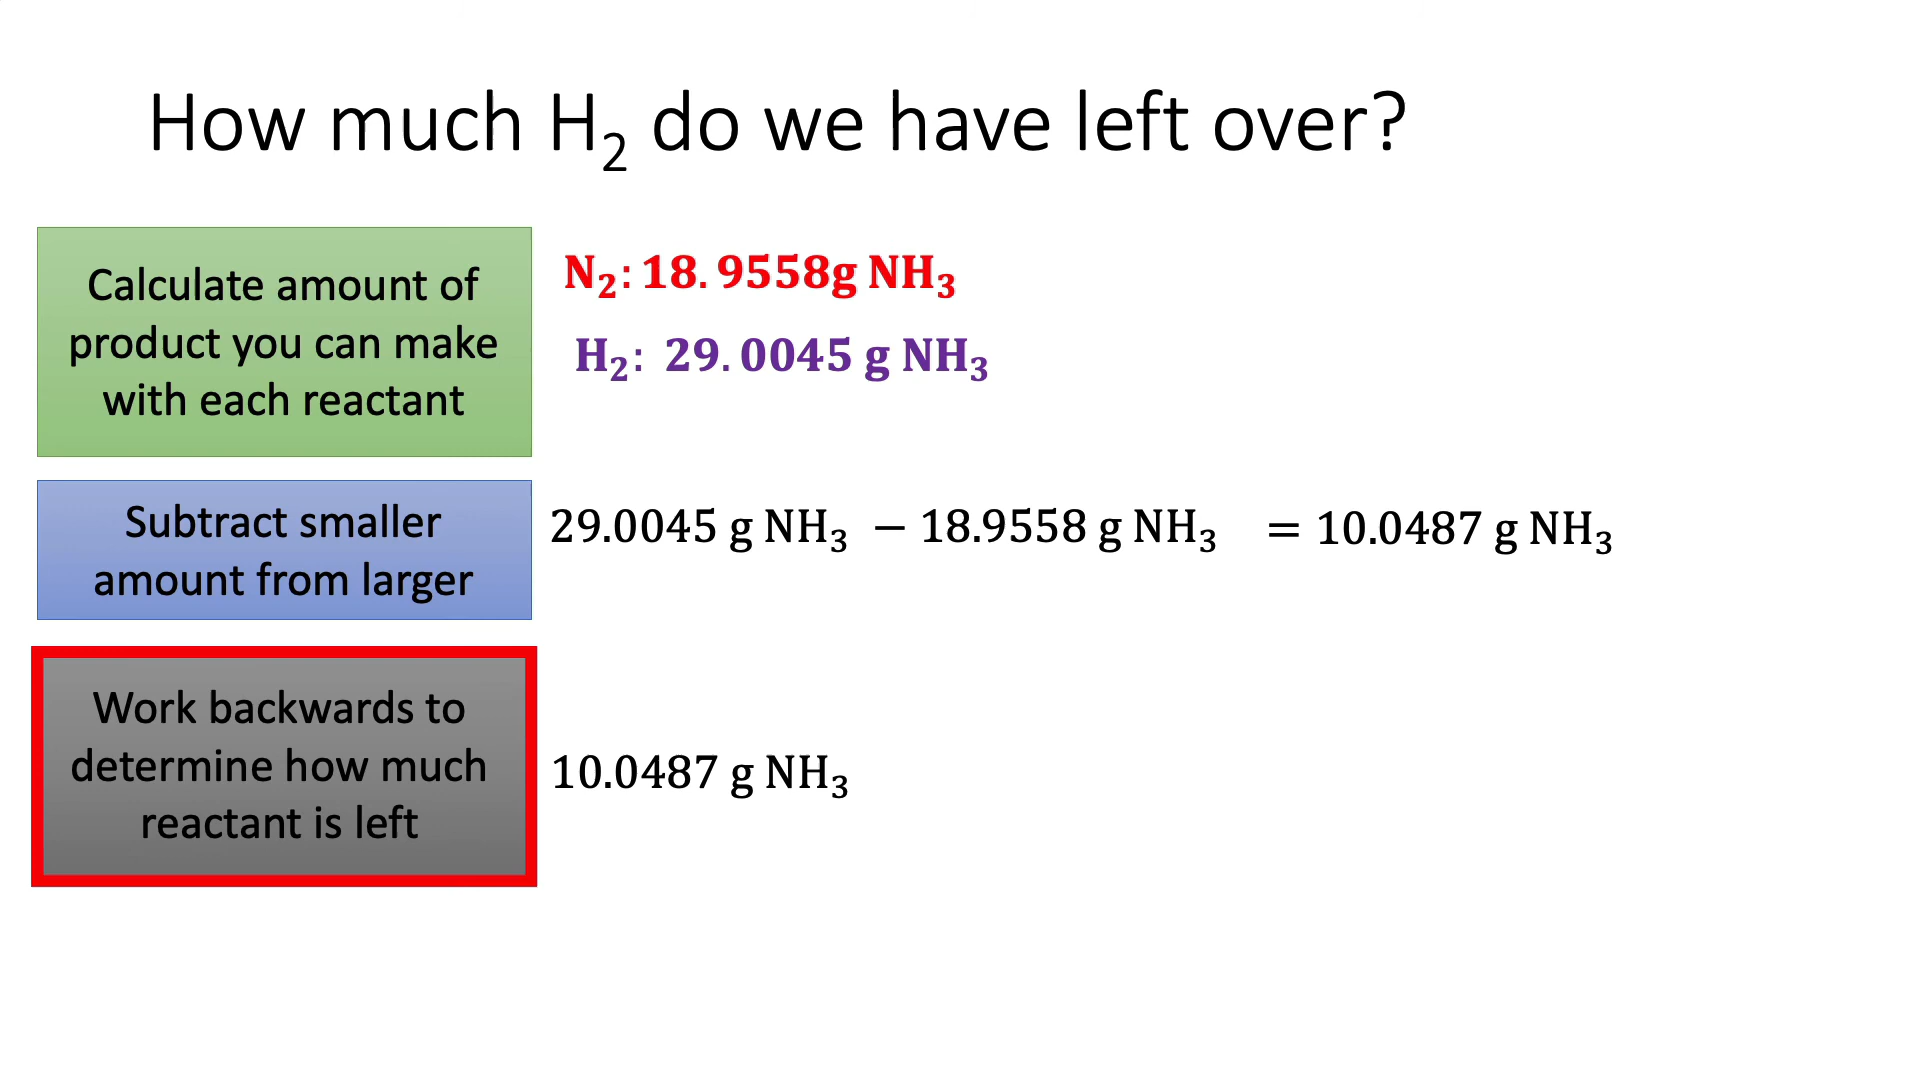 How much H₂ do we have left over?
Calculate amount of
product you can make
with each reactant
N₂: 18.9558g NH₃
H₂: 29.0045 g NH₃
Subtract smaller
amount from larger
29.0045 g NH₃ − 18.9558 g NH₃ = 10.0487 g NH₃
Work backwards to
determine how much
reactant is left
10.0487 g NH₃